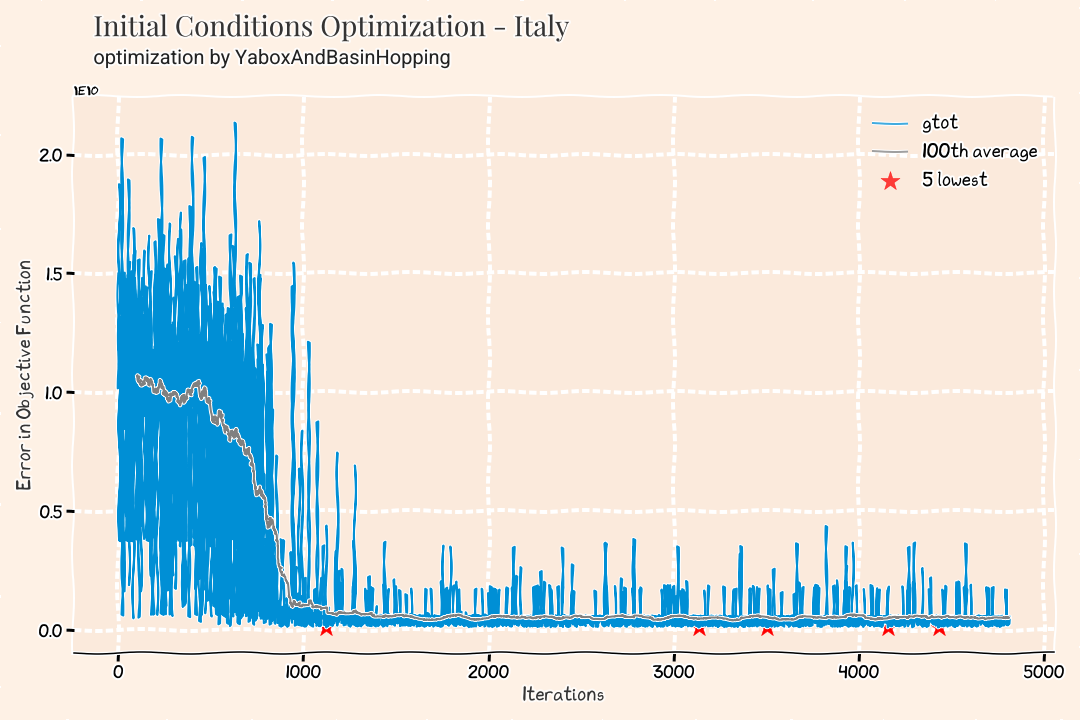 Initial Conditions Optimization - Italy
optimization by YaboxAndBasinHopping
1E10
gtot
100th average
5 lowest
2.0
1.5
1.0
0.5
0.0
Error in Objective Function
0 1000 2000 3000 4000 5000
Iterations